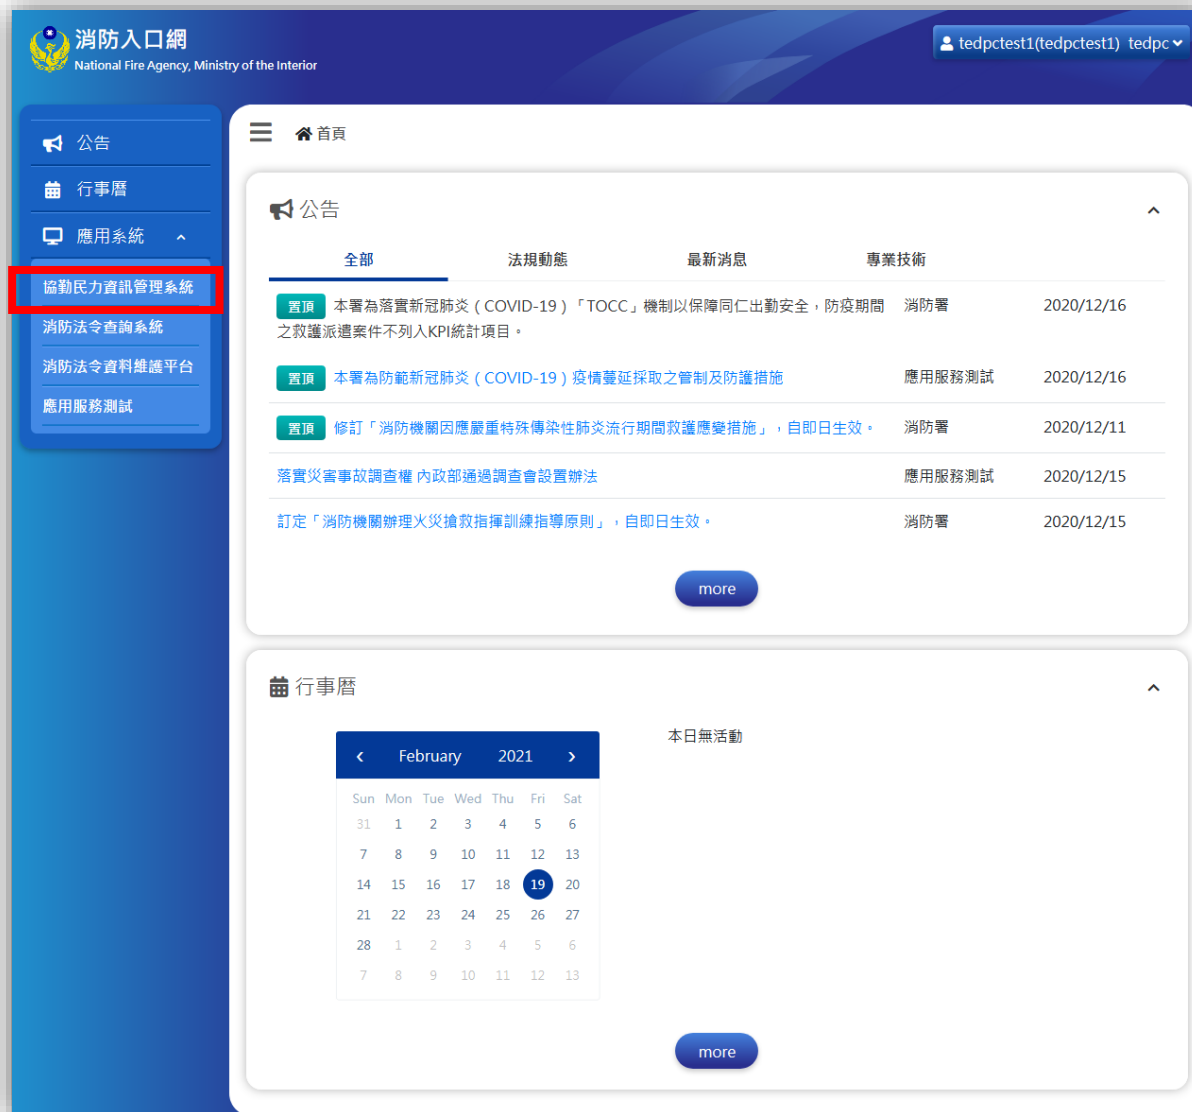 消防入口網
National Fire Agency, Ministry of the Interior
tedpctest1(tedpctest1) tedpc
公告
行事曆
應用系統
協勤民力資訊管理系統
消防法令查詢系統
消防法令資料維護平台
應用服務測試
首頁
公告
全部 法規動態 最新消息 專業技術
置頂 本署為落實新冠肺炎(COVID-19)「TOCC」機制以保障同仁出勤安全，防疫期間 消防署 2020/12/16
之救護派遣案件不列入KPI統計項目。
置頂 本署為防範新冠肺炎(COVID-19)疫情蔓延採取之管制及防護措施 應用服務測試 2020/12/16
置頂 修訂「消防機關因應嚴重特殊傳染性肺炎流行期間救護應變措施」，自即日生效。 消防署 2020/12/11
落實災害事故調查權 內政部通過調查會設置辦法 應用服務測試 2020/12/15
訂定「消防機關辦理火災搶救指揮訓練指導原則」，自即日生效。 消防署 2020/12/15
more
行事曆
February 2021
Sun Mon Tue Wed Thu Fri Sat
31 1 2 3 4 5 6
7 8 9 10 11 12 13
14 15 16 17 18 19 20
21 22 23 24 25 26 27
28 1 2 3 4 5 6
7 8 9 10 11 12 13
本日無活動
more